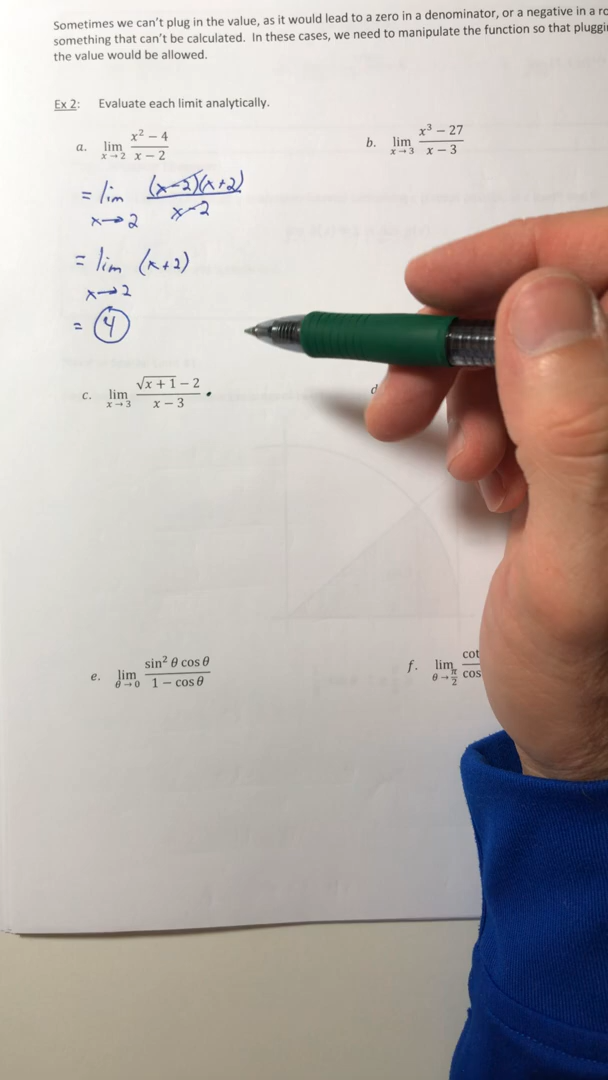 Sometimes we can't plug in the value, as it would lead to a zero in a denominator, or a negative in a
something that can't be calculated. In these cases, we need to manipulate the function so that
the value would be allowed.
Ex 2: Evaluate each limit analytically.
a. lim x→2 (x² − 4)/(x − 2)
= lim x→2 (x−2)(x+2)/(x−2)
= lim x→2 (x+2)
= 4
b. lim x→3 (x³ − 27)/(x − 3)
c. lim x→3 (√(x + 1) − 2)/(x − 3)
d
e. lim θ→0 (sin² θ cos θ)/(1 − cos θ)
f. lim θ→π/2 cot/cos